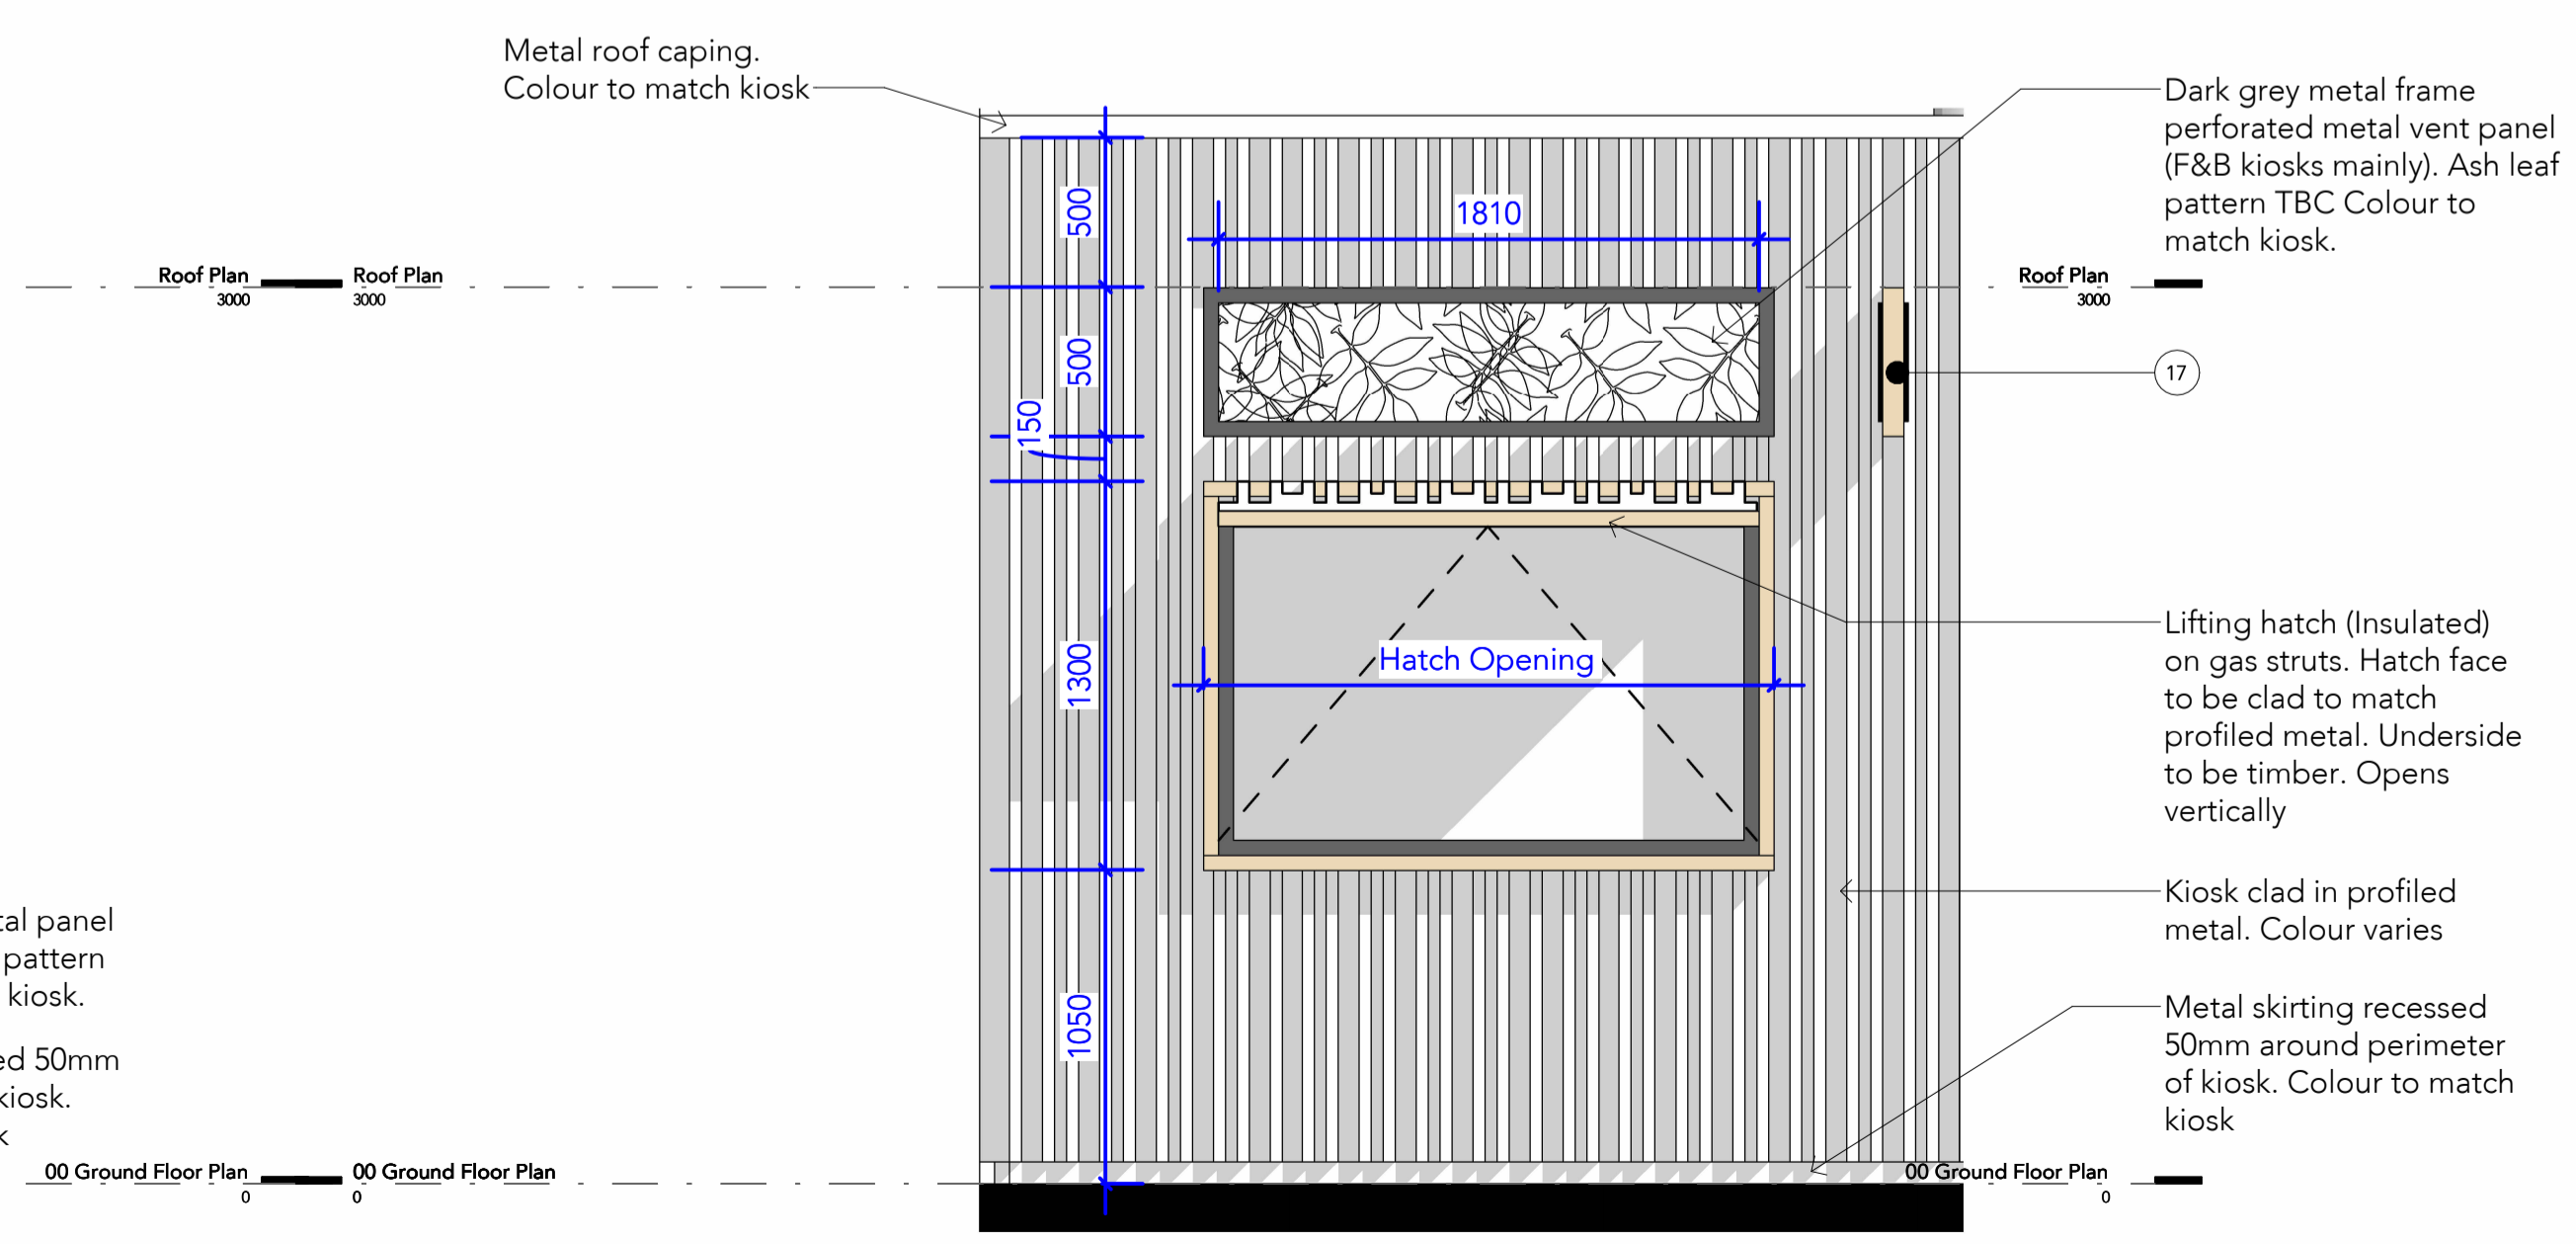 Metal roof caping.
Colour to match kiosk
Dark grey metal frame
perforated metal vent panel
(F&B kiosks mainly). Ash leaf
pattern TBC Colour to
match kiosk.
500
1810
Roof Plan
3000
Roof Plan
3000
Roof Plan
3000
500
17
150
Lifting hatch (Insulated)
on gas struts. Hatch face
to be clad to match
profiled metal. Underside
to be timber. Opens
vertically
1300
Hatch Opening
Kiosk clad in profiled
metal. Colour varies
panel
pattern
kiosk.
1050
Metal skirting recessed
50mm around perimeter
of kiosk. Colour to match
kiosk
50mm
kiosk.
00 Ground Floor Plan
0
00 Ground Floor Plan
0
00 Ground Floor Plan
0